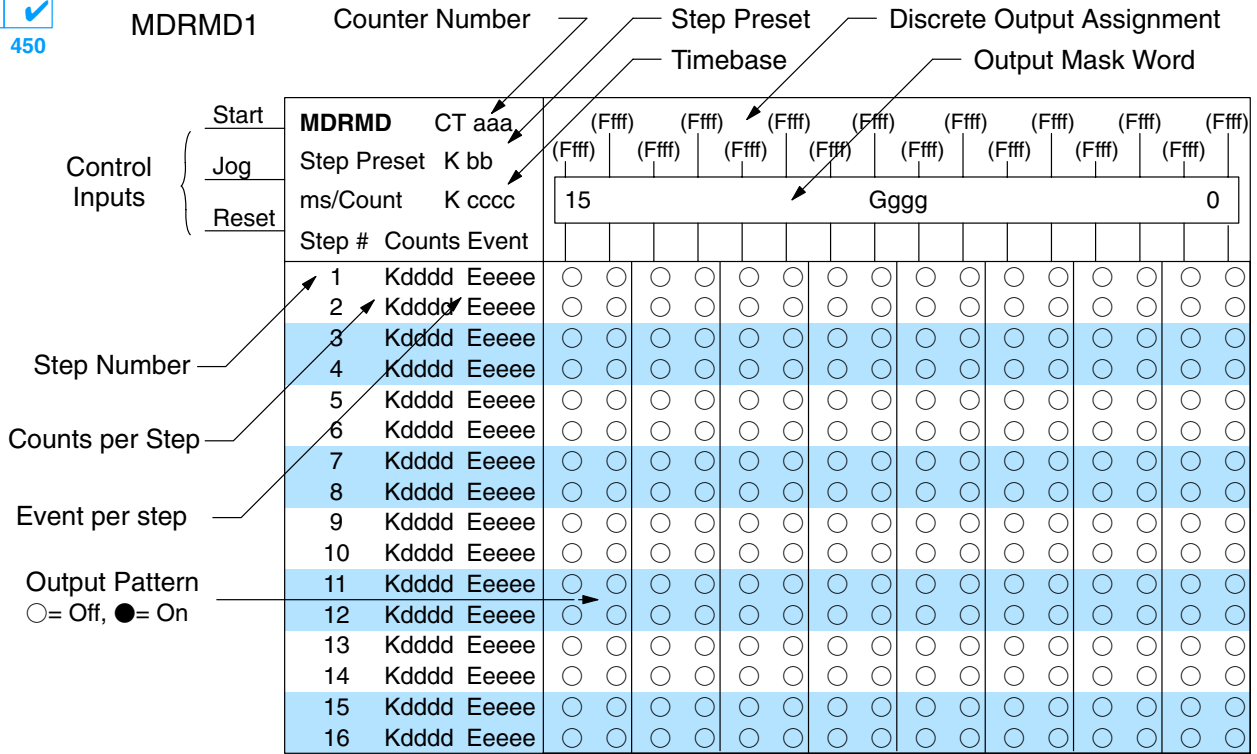 MDRMD1
450
Counter Number
Step Preset
Discrete Output Assignment
Timebase
Output Mask Word
Control
Inputs
Start
Jog
Reset
MDRMD CT aaa
Step Preset K bb
ms/Count K cccc
Step # Counts Event
(Ffff) (Ffff) (Ffff) (Ffff) (Ffff) (Ffff) (Ffff) (Ffff)
(Ffff) (Ffff) (Ffff) (Ffff) (Ffff) (Ffff) (Ffff) (Ffff)
15 Gggg 0
1 Kdddd Eeeee
2 Kdddd Eeeee
3 Kdddd Eeeee
4 Kdddd Eeeee
5 Kdddd Eeeee
6 Kdddd Eeeee
7 Kdddd Eeeee
8 Kdddd Eeeee
9 Kdddd Eeeee
10 Kdddd Eeeee
11 Kdddd Eeeee
12 Kdddd Eeeee
13 Kdddd Eeeee
14 Kdddd Eeeee
15 Kdddd Eeeee
16 Kdddd Eeeee
Step Number
Counts per Step
Event per step
Output Pattern
○= Off, ●= On